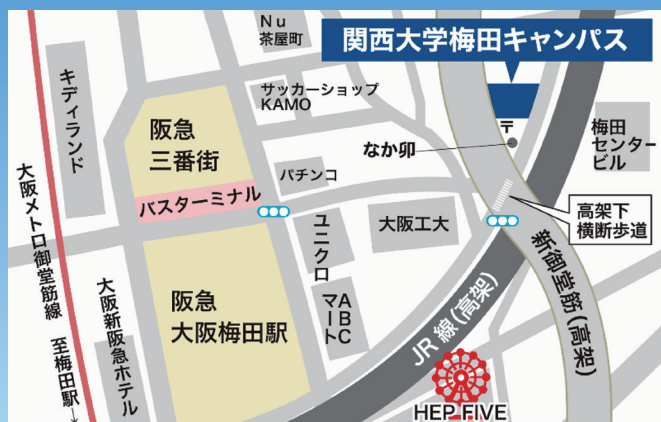 Nu
茶屋町
関西大学梅田キャンパス
キディランド
阪急
三番街
サッカーショップ
KAMO
〒
なか卯
梅田
センター
ビル
パチンコ
バスターミナル
高架下
横断歩道
大阪メトロ御堂筋線 至梅田駅→
ユニクロ
大阪工大
新御堂筋(高架)
大阪新阪急ホテル
阪急
大阪梅田駅
ABC
マート
JR線(高架)
HEP FIVE